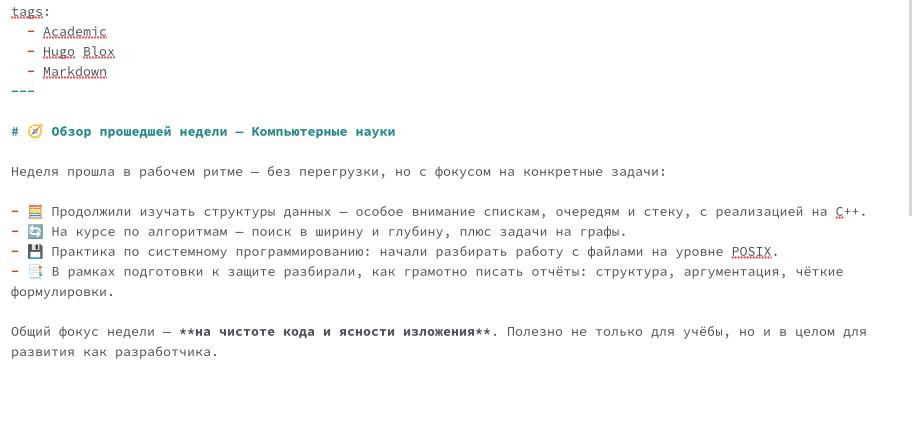 tags:
- Academic
- Hugo Blox
- Markdown
---
# 🧭 Обзор прошедшей недели — Компьютерные науки
Неделя прошла в рабочем ритме — без перегрузки, но с фокусом на конкретные задачи:
- 🧮 Продолжили изучать структуры данных — особое внимание спискам, очередям и стеку, с реализацией на C++.
- 🔄 На курсе по алгоритмам — поиск в ширину и глубину, плюс задачи на графы.
- 💾 Практика по системному программированию: начали разбирать работу с файлами на уровне POSIX.
- 📑 В рамках подготовки к защите разбирали, как грамотно писать отчёты: структура, аргументация, чёткие
формулировки.
Общий фокус недели — **на чистоте кода и ясности изложения**. Полезно не только для учёбы, но и в целом для
развития как разработчика.